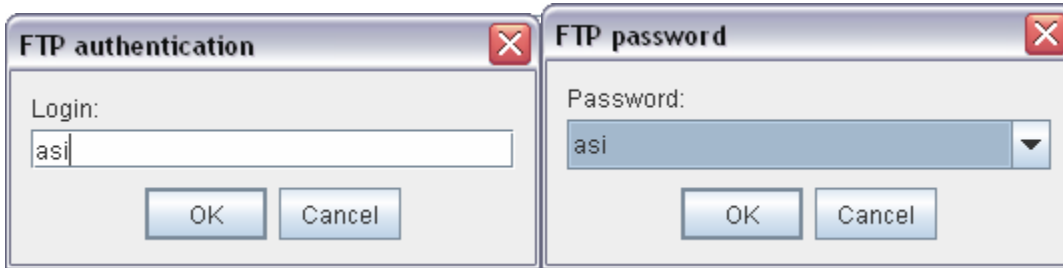 FTP authentication
Login:
asi
OK Cancel
FTP password
Password:
asi
OK Cancel